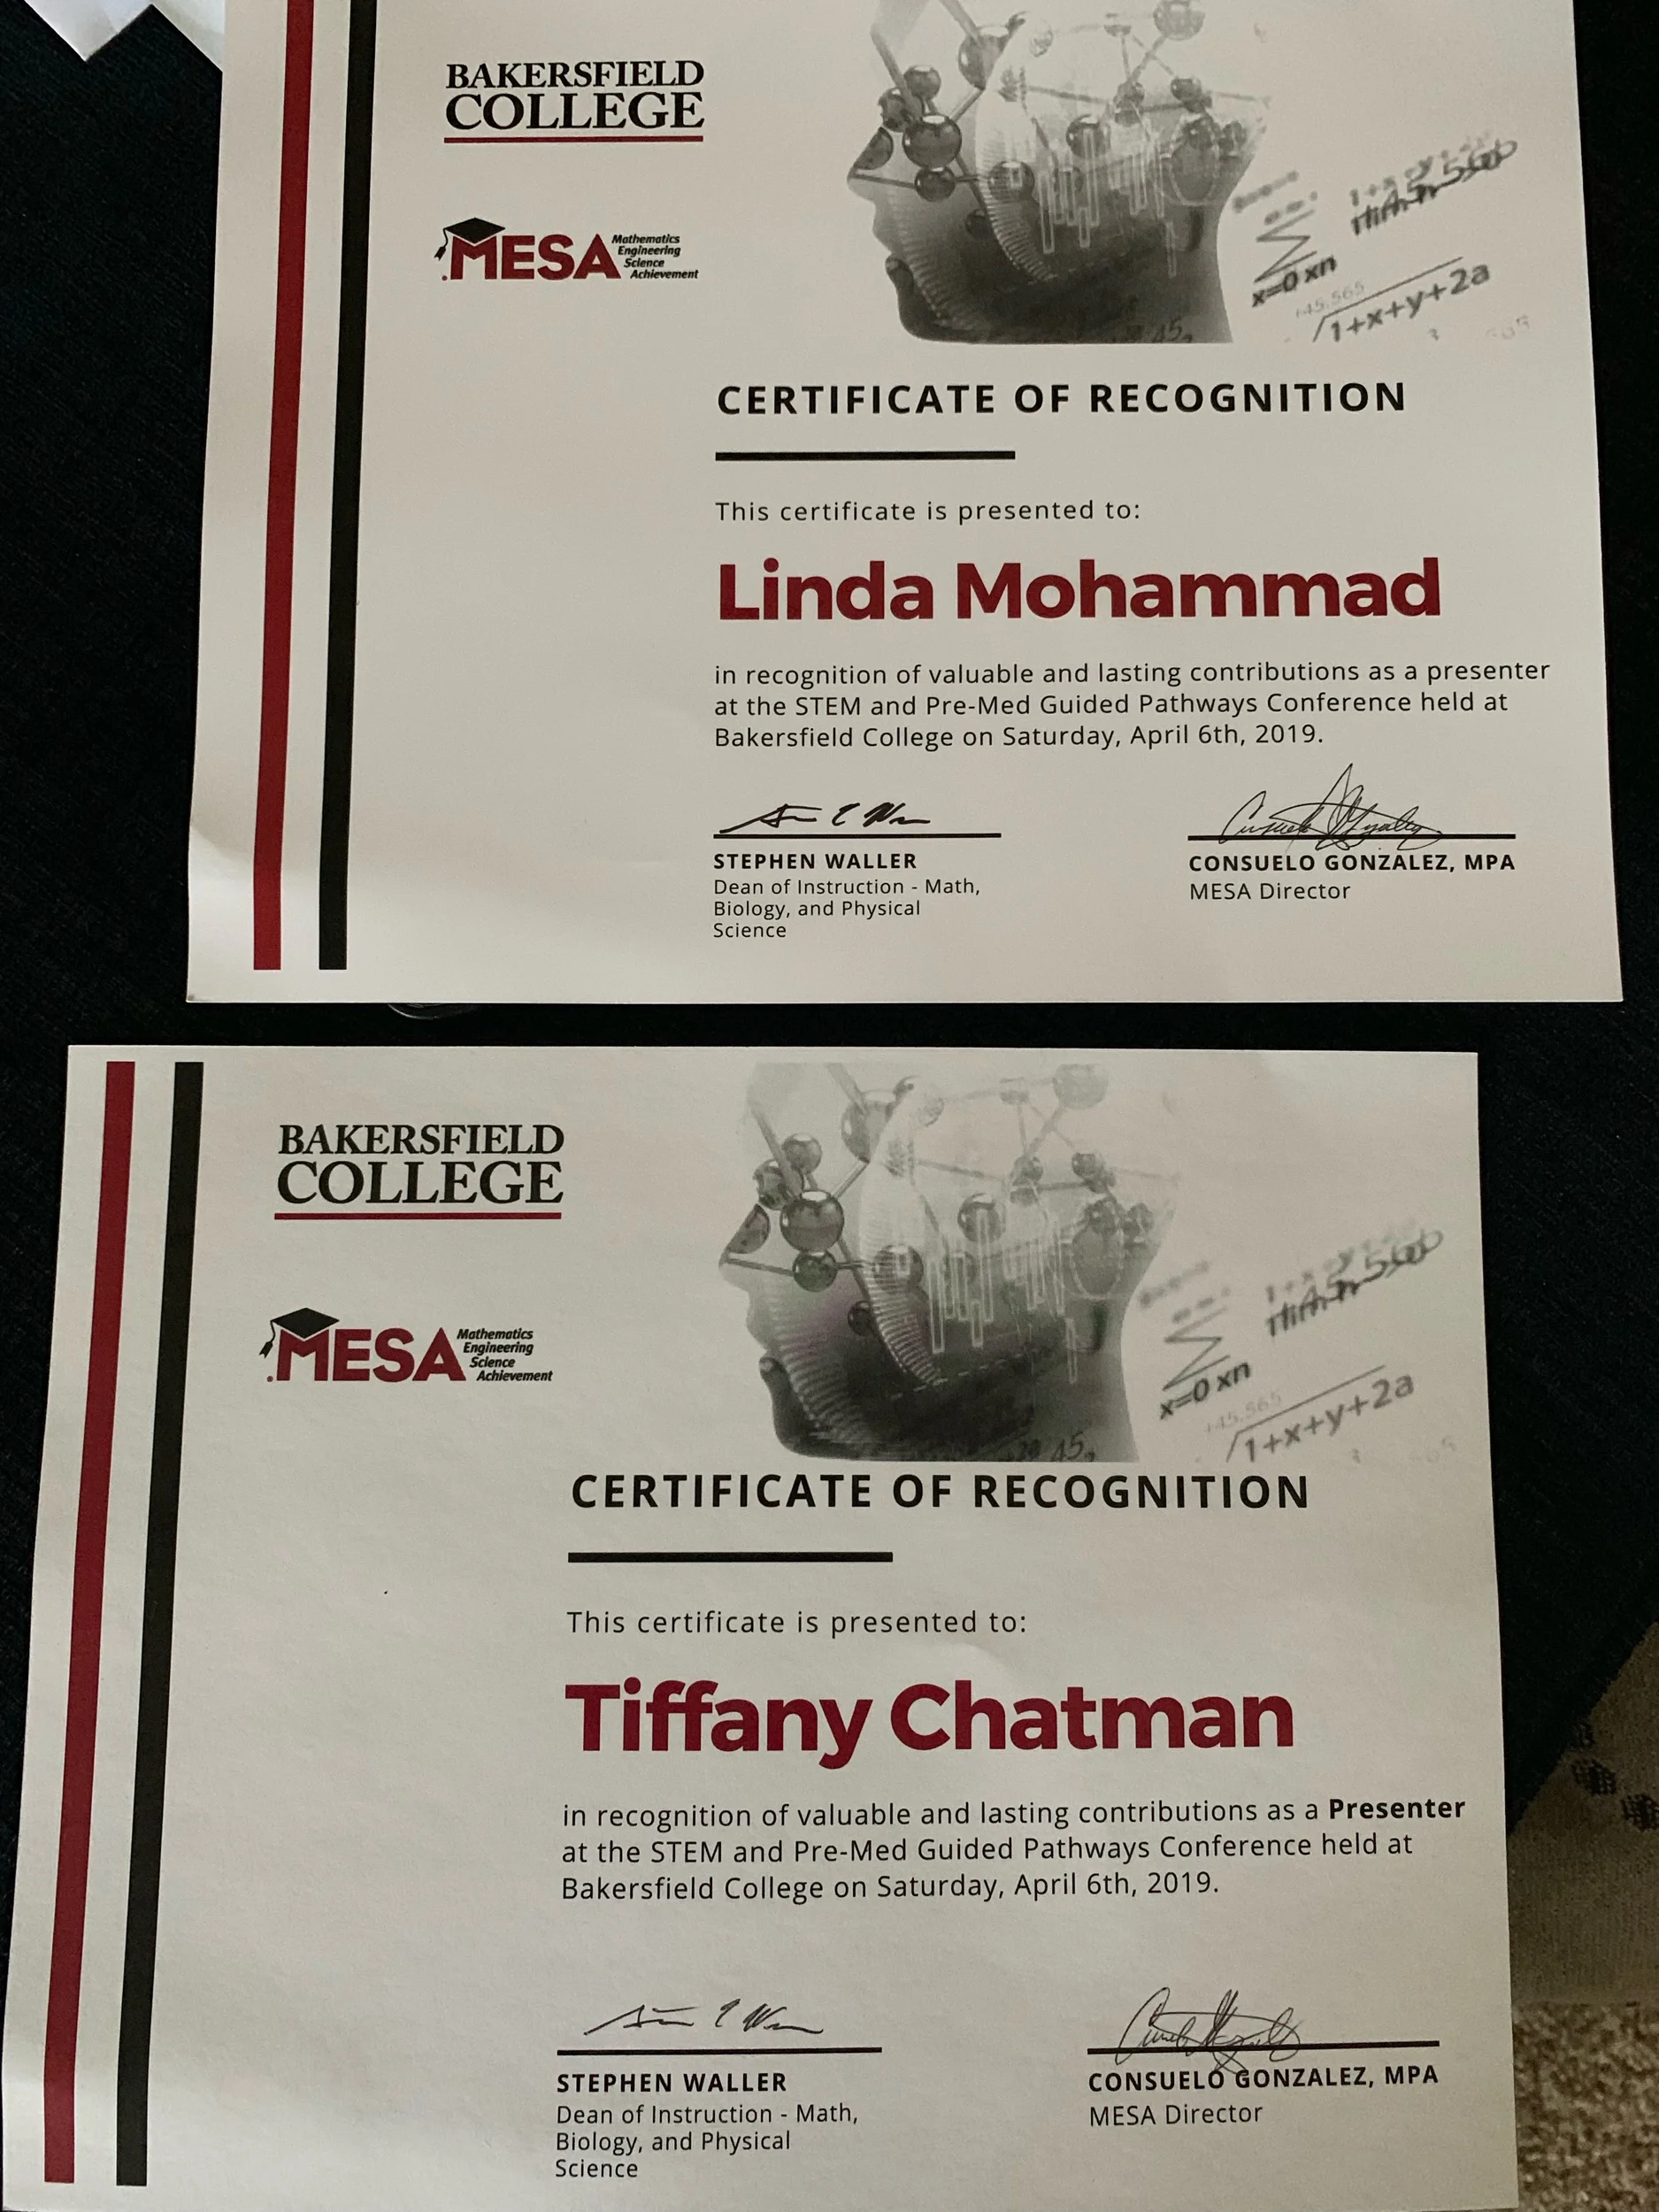 BAKERSFIELD
COLLEGE
MESA
Mathematics
Engineering
Science
Achievement
x=0 xn
145.565
√1+x+y+2a
45
CERTIFICATE OF RECOGNITION
This certificate is presented to:
Linda Mohammad
in recognition of valuable and lasting contributions as a presenter
at the STEM and Pre-Med Guided Pathways Conference held at
Bakersfield College on Saturday, April 6th, 2019.
STEPHEN WALLER
Dean of Instruction - Math,
Biology, and Physical
Science
CONSUELO GONZALEZ, MPA
MESA Director
BAKERSFIELD
COLLEGE
MESA
Mathematics
Engineering
Science
Achievement
x=0 xn
145.565
√1+x+y+2a
45
CERTIFICATE OF RECOGNITION
This certificate is presented to:
Tiffany Chatman
in recognition of valuable and lasting contributions as a Presenter
at the STEM and Pre-Med Guided Pathways Conference held at
Bakersfield College on Saturday, April 6th, 2019.
STEPHEN WALLER
Dean of Instruction - Math,
Biology, and Physical
Science
CONSUELO GONZALEZ, MPA
MESA Director